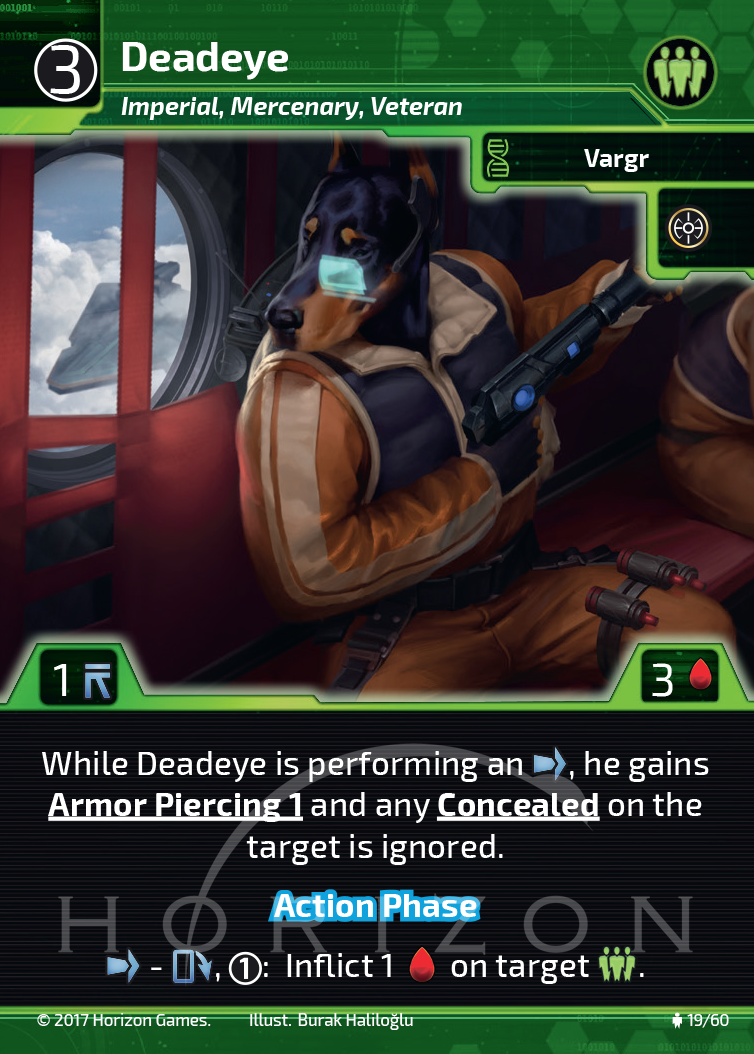 3
Deadeye
Imperial, Mercenary, Veteran
Vargr
1
3
While Deadeye is performing an , he gains
Armor Piercing 1 and any Concealed on the
target is ignored.
HORIZON
Action Phase
- , 1: Inflict 1 on target .
© 2017 Horizon Games. Illust. Burak Haliloğlu 19/60